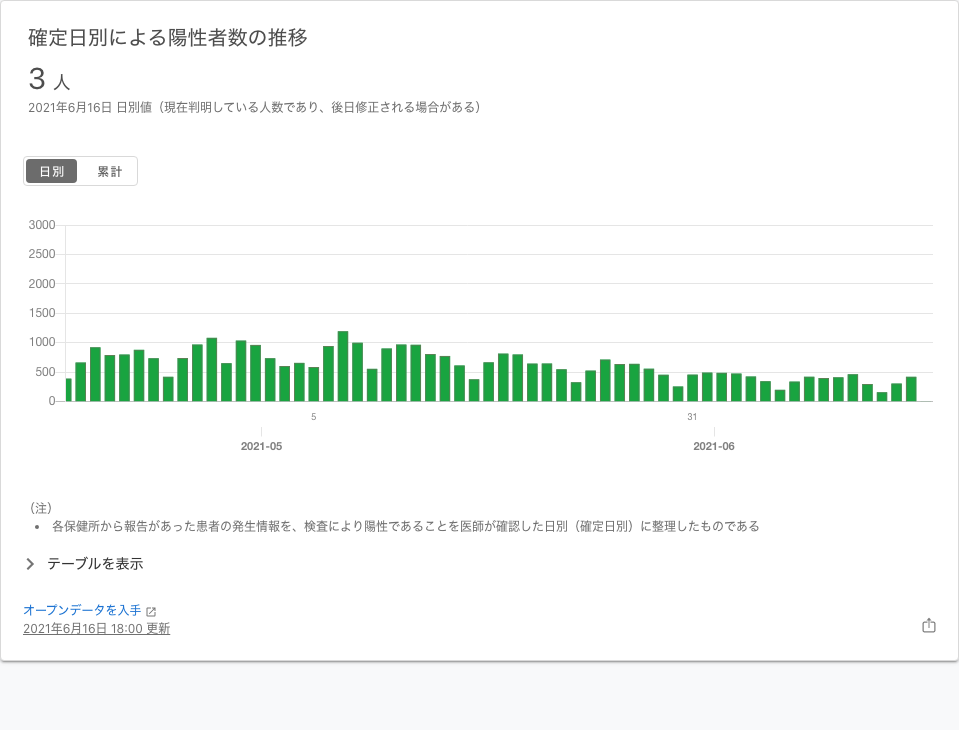 確定日別による陽性者数の推移
3 人
2021年6月16日 日別値（現在判明している人数であり、後日修正される場合がある）
日別 累計
3000
2500
2000
1500
1000
500
0
5 31
2021-05 2021-06
（注）
• 各保健所から報告があった患者の発生情報を、検査により陽性であることを医師が確認した日別（確定日別）に整理したものである
テーブルを表示
オープンデータを入手
2021年6月16日 18:00 更新